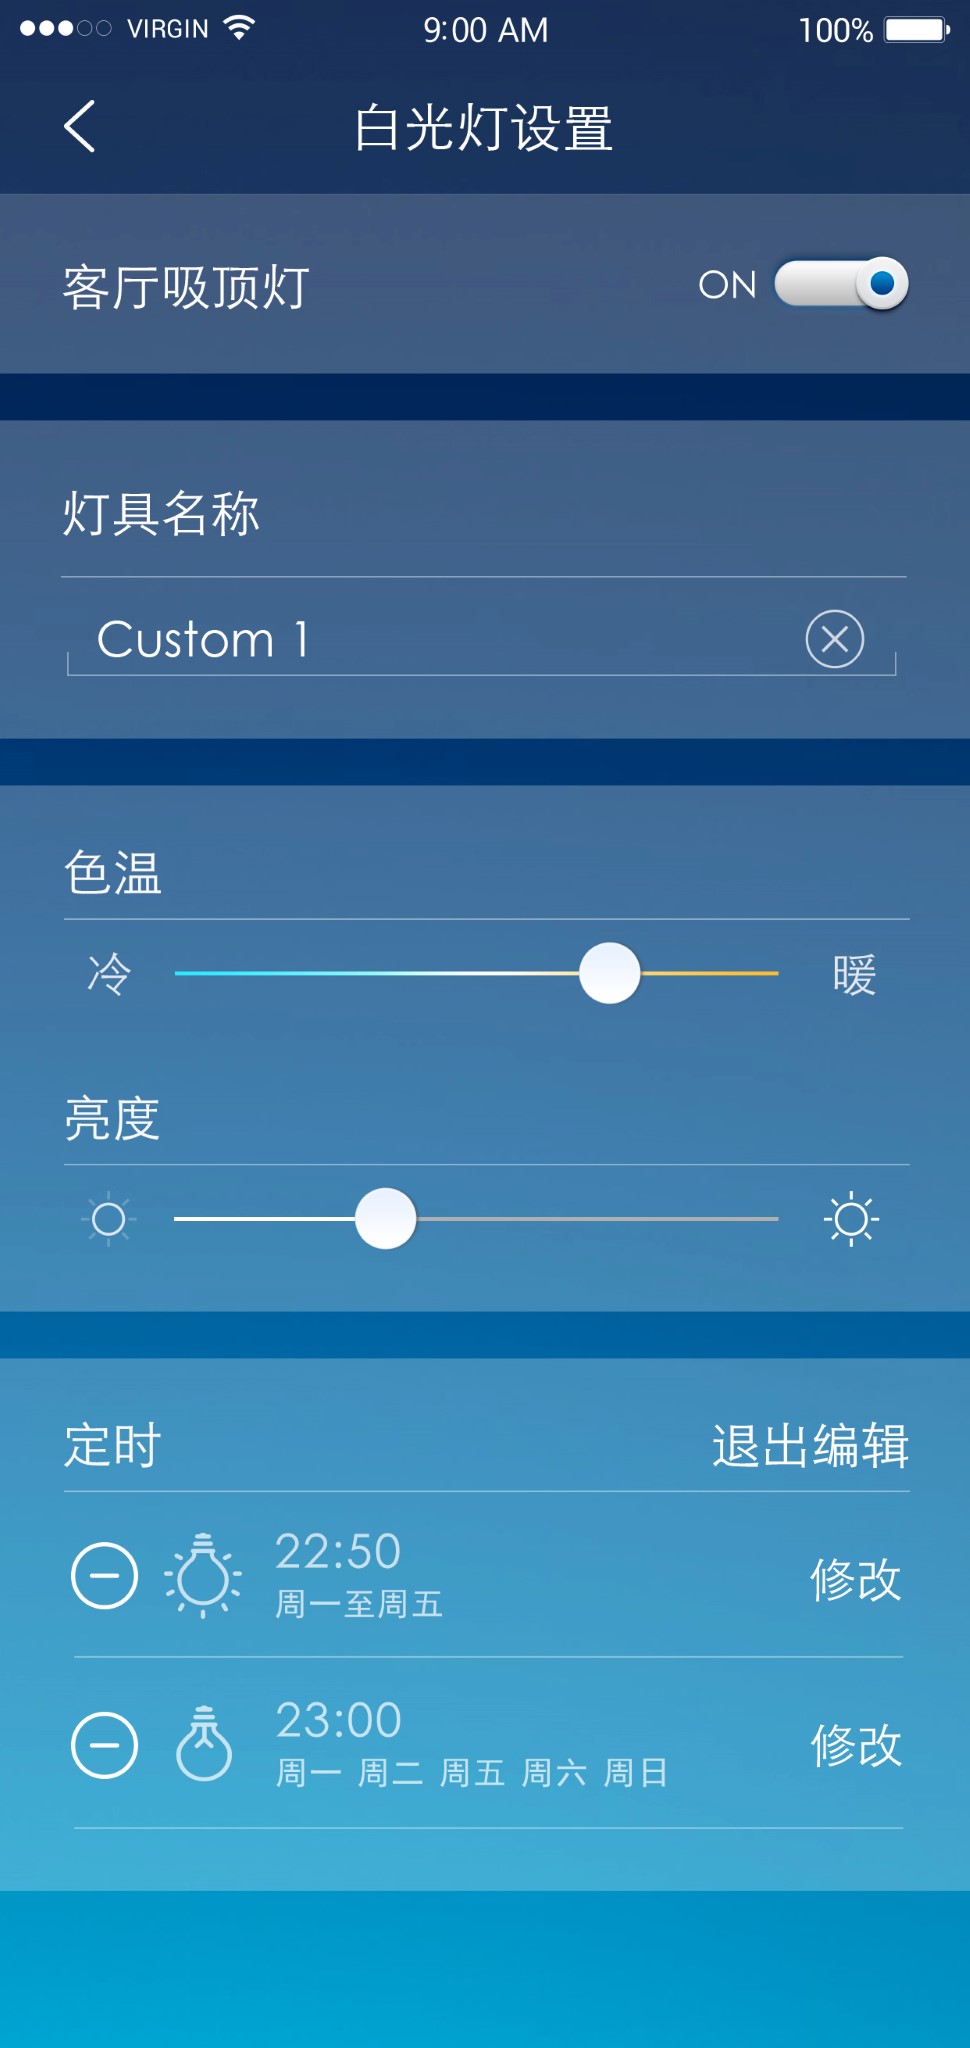 VIRGIN 9:00 AM 100%
白光灯设置
客厅吸顶灯 ON
灯具名称
Custom 1
色温
冷 暖
亮度
定时 退出编辑
22:50
周一至周五
修改
23:00
周一 周二 周五 周六 周日
修改